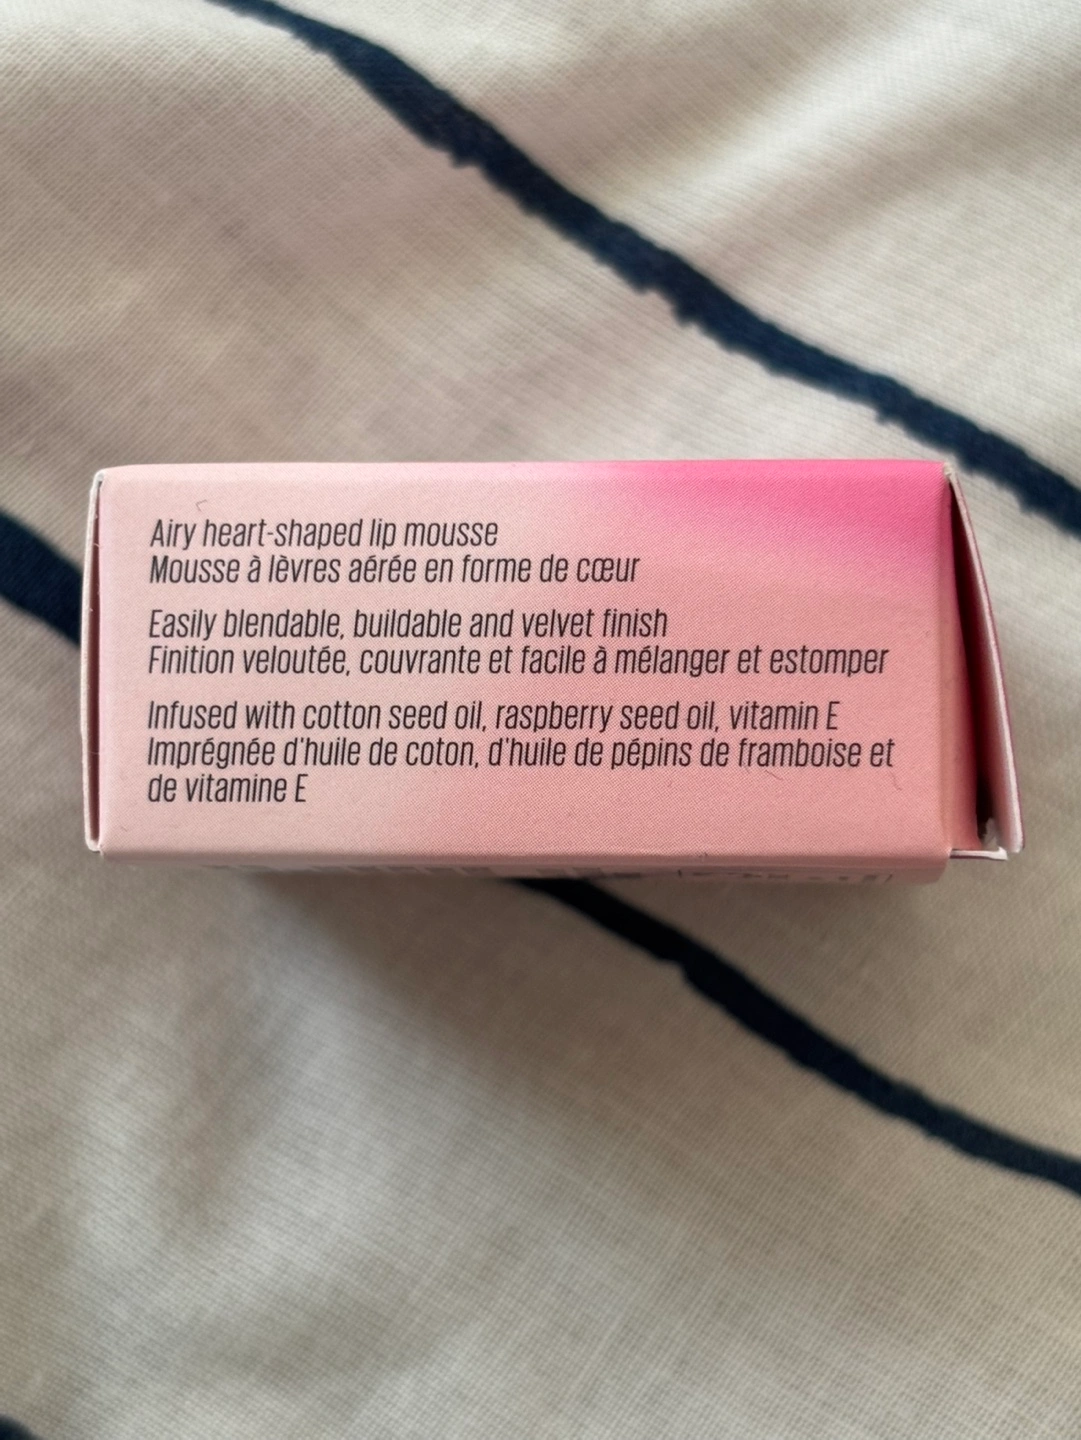 Airy heart-shaped lip mousse
Mousse à lèvres aérée en forme de cœur
Easily blendable, buildable and velvet finish
Finition veloutée, couvrante et facile à mélanger et estomper
Infused with cotton seed oil, raspberry seed oil, vitamin E
Imprégnée d'huile de coton, d'huile de pépins de framboise et
de vitamine E